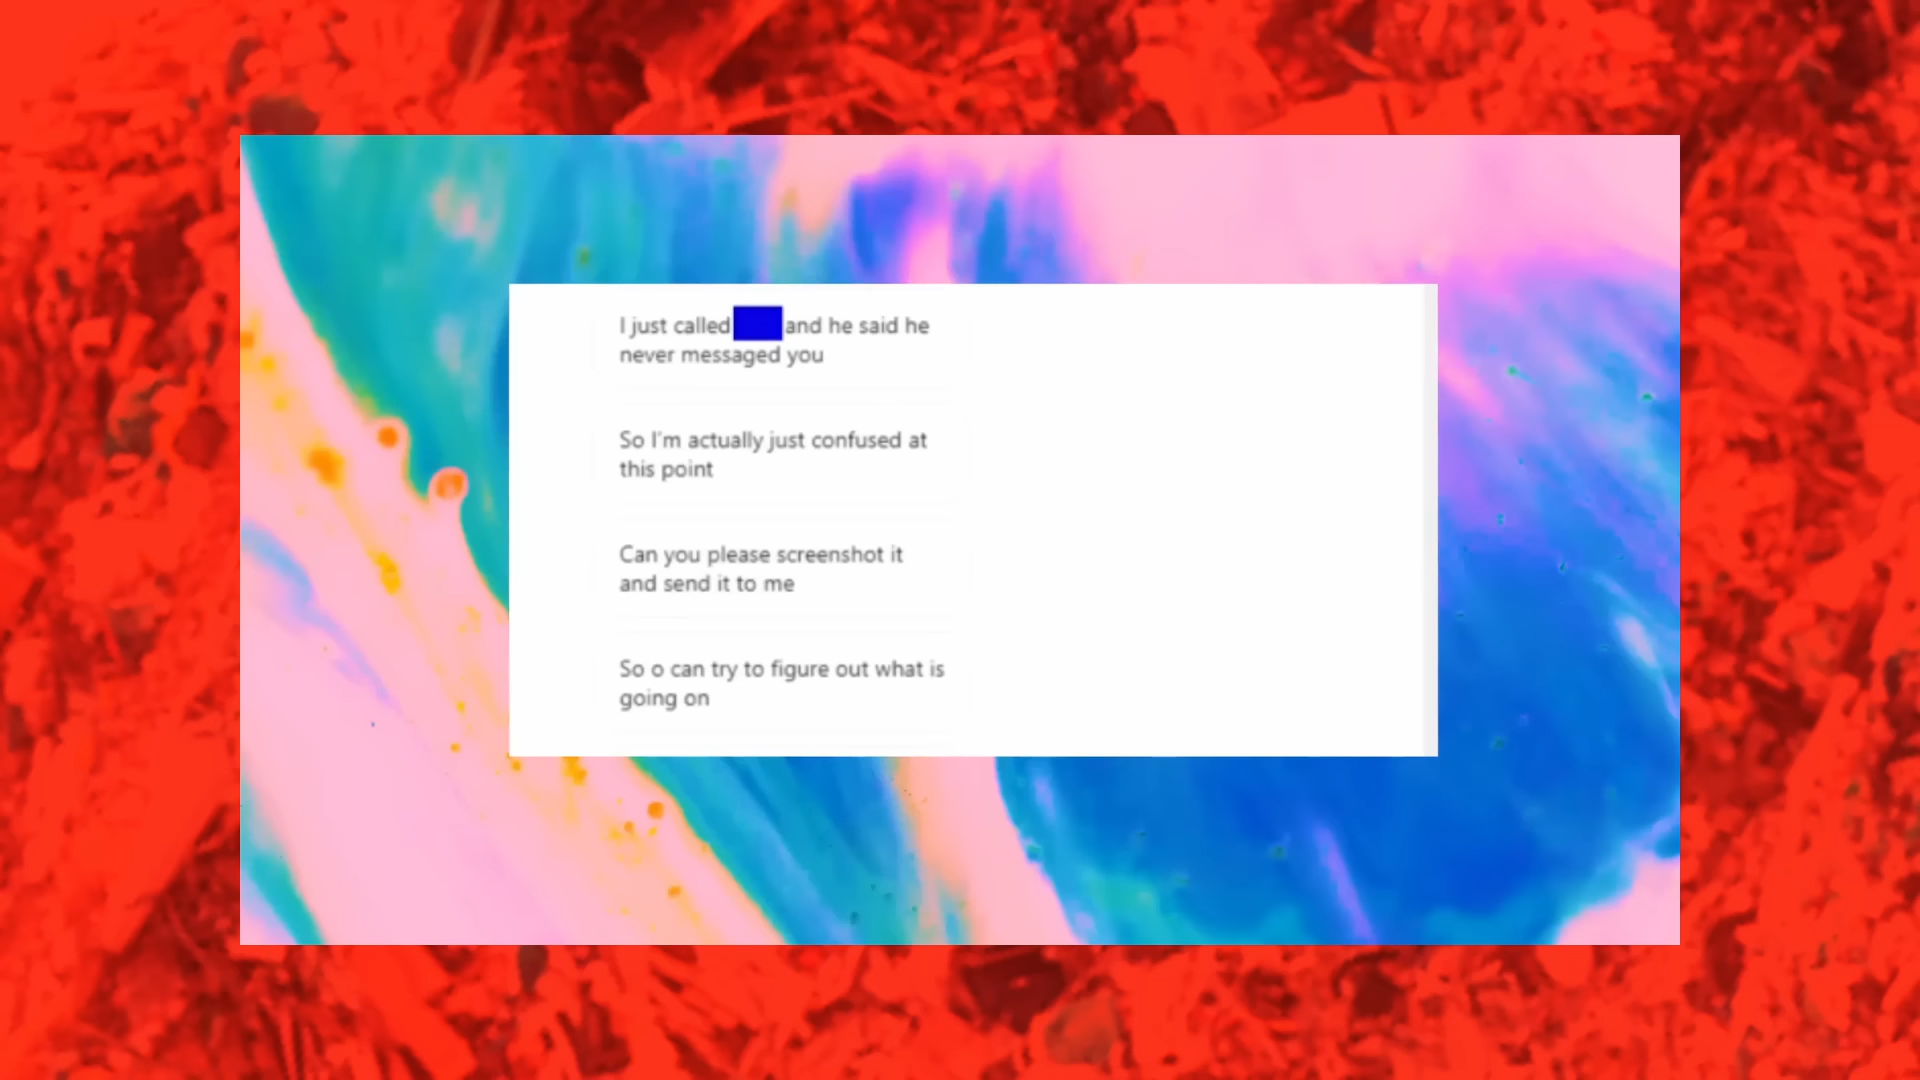 I just called and he said he
never messaged you
So I'm actually just confused at
this point
Can you please screenshot it
and send it to me
So o can try to figure out what is
going on